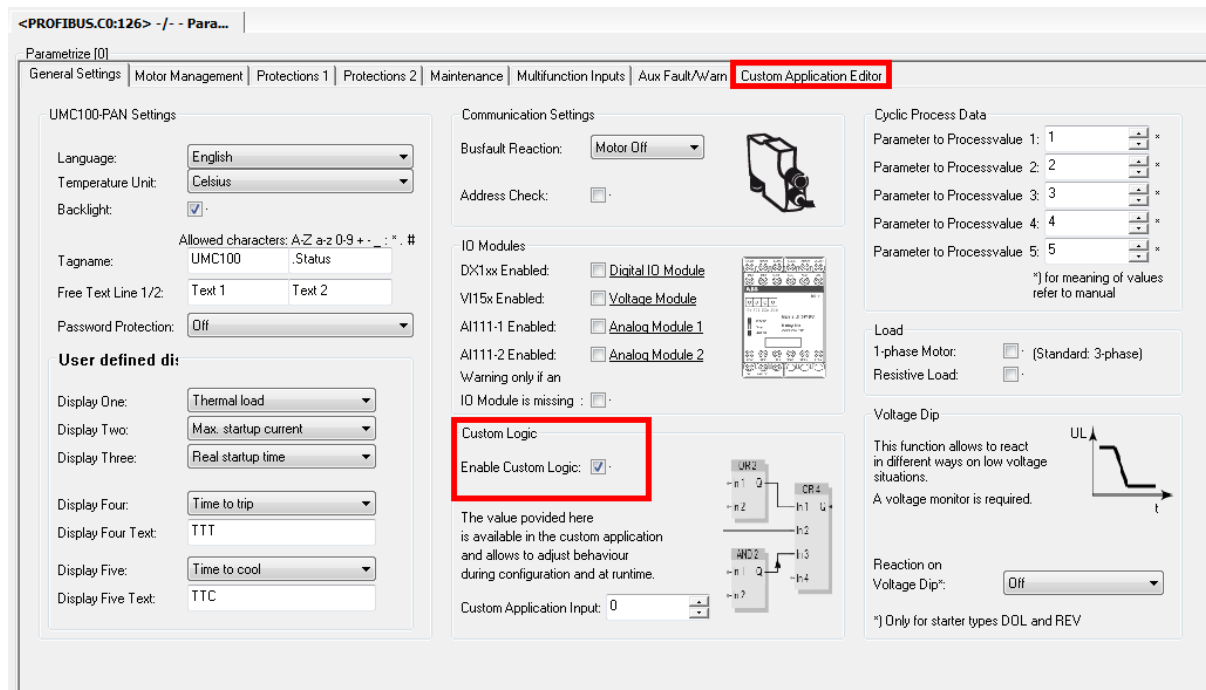 <PROFIBUS.C0:126> -/- - Para...
Parametrize [0]
General Settings Motor Management Protections 1 Protections 2 Maintenance Multifunction Inputs Aux Fault/Warn Custom Application Editor
UMC100-PAN Settings
Language: English
Temperature Unit: Celsius
Backlight:
Allowed characters: A-Z a-z 0-9 + - _ : * . #
Tagname: UMC100 .Status
Free Text Line 1/2: Text 1 Text 2
Password Protection: Off
User defined dis
Display One: Thermal load
Display Two: Max. startup current
Display Three: Real startup time
Display Four: Time to trip
Display Four Text: TTT
Display Five: Time to cool
Display Five Text: TTC
Communication Settings
Busfault Reaction: Motor Off
Address Check:
IO Modules
DX1xx Enabled: Digital IO Module
VI15x Enabled: Voltage Module
AI111-1 Enabled: Analog Module 1
AI111-2 Enabled: Analog Module 2
Warning only if an
IO Module is missing :
ABB
Custom Logic
Enable Custom Logic:
The value povided here
is available in the custom application
and allows to adjust behaviour
during configuration and at runtime.
Custom Application Input: 0
OR2
n1 Q
n2
OR4
In1 Q
In2
In3
In4
AND2
n1 Q
n2
Cyclic Process Data
Parameter to Processvalue 1: 1 *
Parameter to Processvalue 2: 2 *
Parameter to Processvalue 3: 3 *
Parameter to Processvalue 4: 4 *
Parameter to Processvalue 5: 5 *
*) for meaning of values
refer to manual
Load
1-phase Motor: (Standard: 3-phase)
Resistive Load:
Voltage Dip
This function allows to react
in different ways on low voltage
situations.
A voltage monitor is required.
UL
t
Reaction on
Voltage Dip*: Off
*) Only for starter types DOL and REV